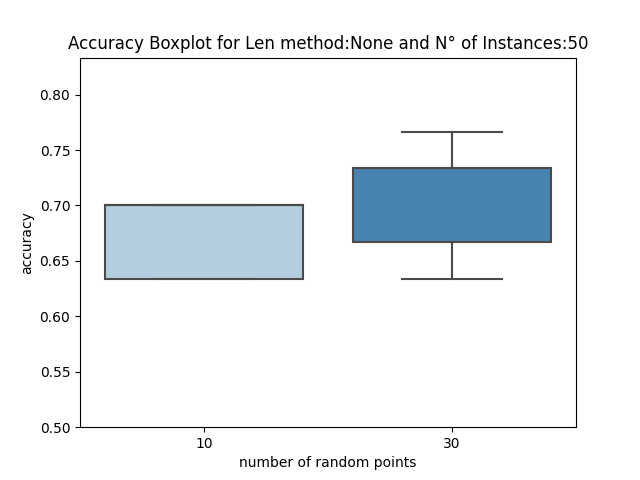 Accuracy Boxplot for Len method:None and N° of Instances:50
0.80
0.75
0.70
0.65
0.60
0.55
0.50
accuracy
10 30
number of random points